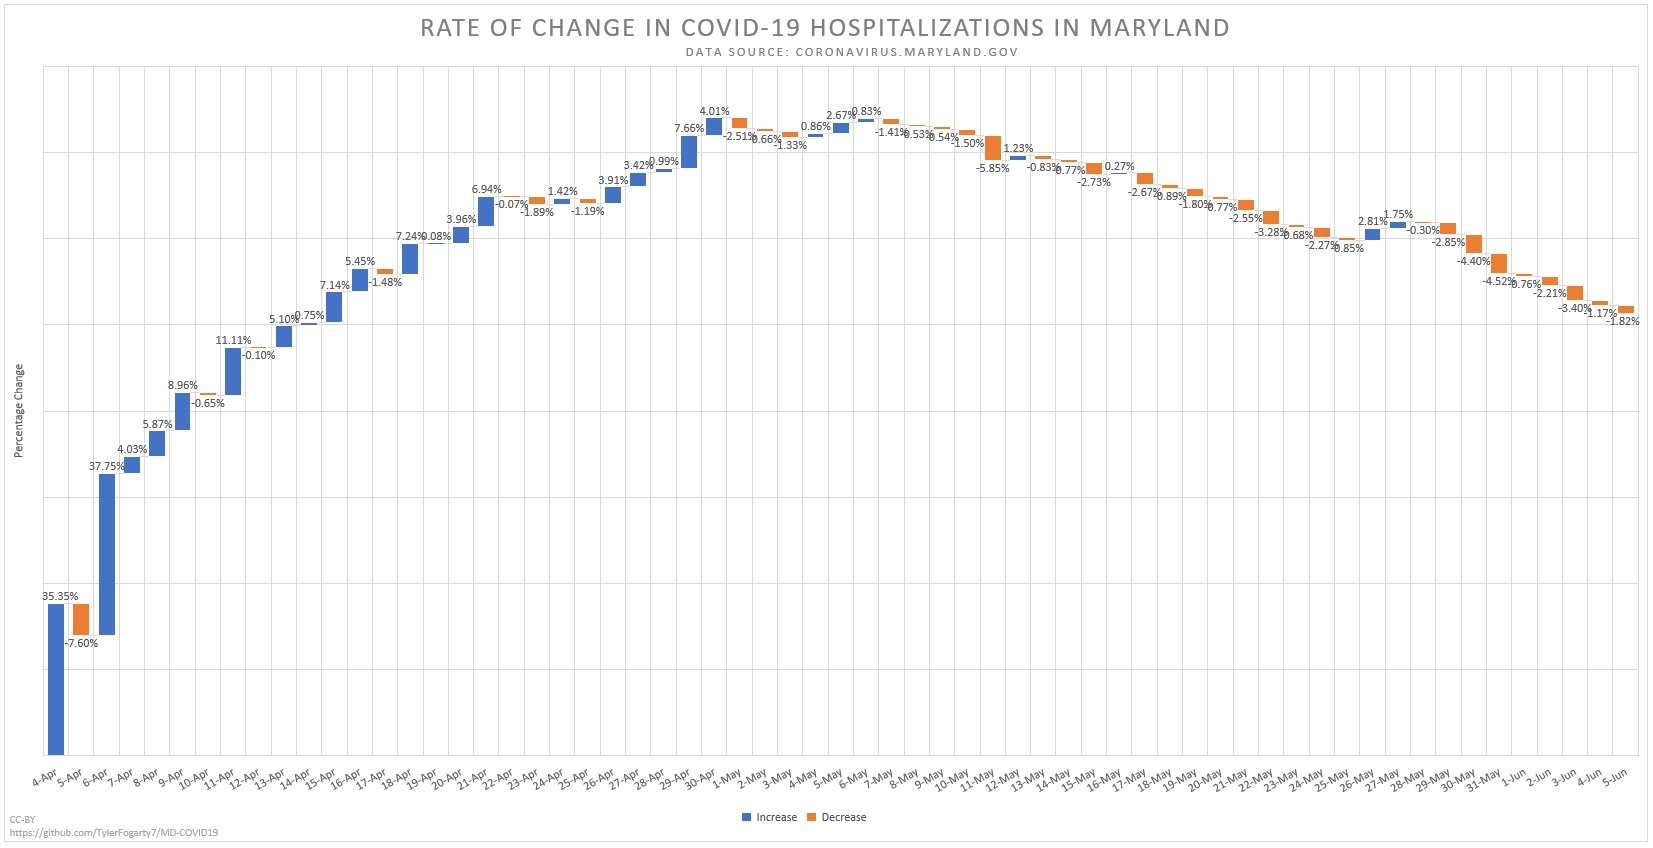 RATE OF CHANGE IN COVID-19 HOSPITALIZATIONS IN MARYLAND
DATA SOURCE: CORONAVIRUS.MARYLAND.GOV
Percentage Change
35.35%
-7.60%
37.75%
4.03%
5.87%
8.96%
-0.65%
11.11%
-0.10%
5.10%
0.75%
7.14%
5.45%
-1.48%
7.24%
0.08%
3.96%
6.94%
-0.07%
-1.89%
1.42%
-1.19%
3.91%
3.42%
0.99%
7.66%
4.01%
-2.51%
-0.66%
-1.33%
0.86%
2.67%
0.83%
-1.41%
-0.53%
-0.54%
-1.50%
-5.85%
1.23%
-0.83%
-0.77%
-2.73%
0.27%
-2.67%
-0.89%
-1.80%
-0.77%
-2.55%
-3.28%
-0.68%
-2.27%
-0.85%
2.81%
1.75%
-0.30%
-2.85%
-4.40%
-4.52%
-0.76%
-2.21%
-3.40%
-1.17%
-1.82%
4-Apr
5-Apr
6-Apr
7-Apr
8-Apr
9-Apr
10-Apr
11-Apr
12-Apr
13-Apr
14-Apr
15-Apr
16-Apr
17-Apr
18-Apr
19-Apr
20-Apr
21-Apr
22-Apr
23-Apr
24-Apr
25-Apr
26-Apr
27-Apr
28-Apr
29-Apr
30-Apr
1-May
2-May
3-May
4-May
5-May
6-May
7-May
8-May
9-May
10-May
11-May
12-May
13-May
14-May
15-May
16-May
17-May
18-May
19-May
20-May
21-May
22-May
23-May
24-May
25-May
26-May
27-May
28-May
29-May
30-May
31-May
1-Jun
2-Jun
3-Jun
4-Jun
5-Jun
Increase
Decrease
CC-BY
https://github.com/TylerFogarty7/MD-COVID19